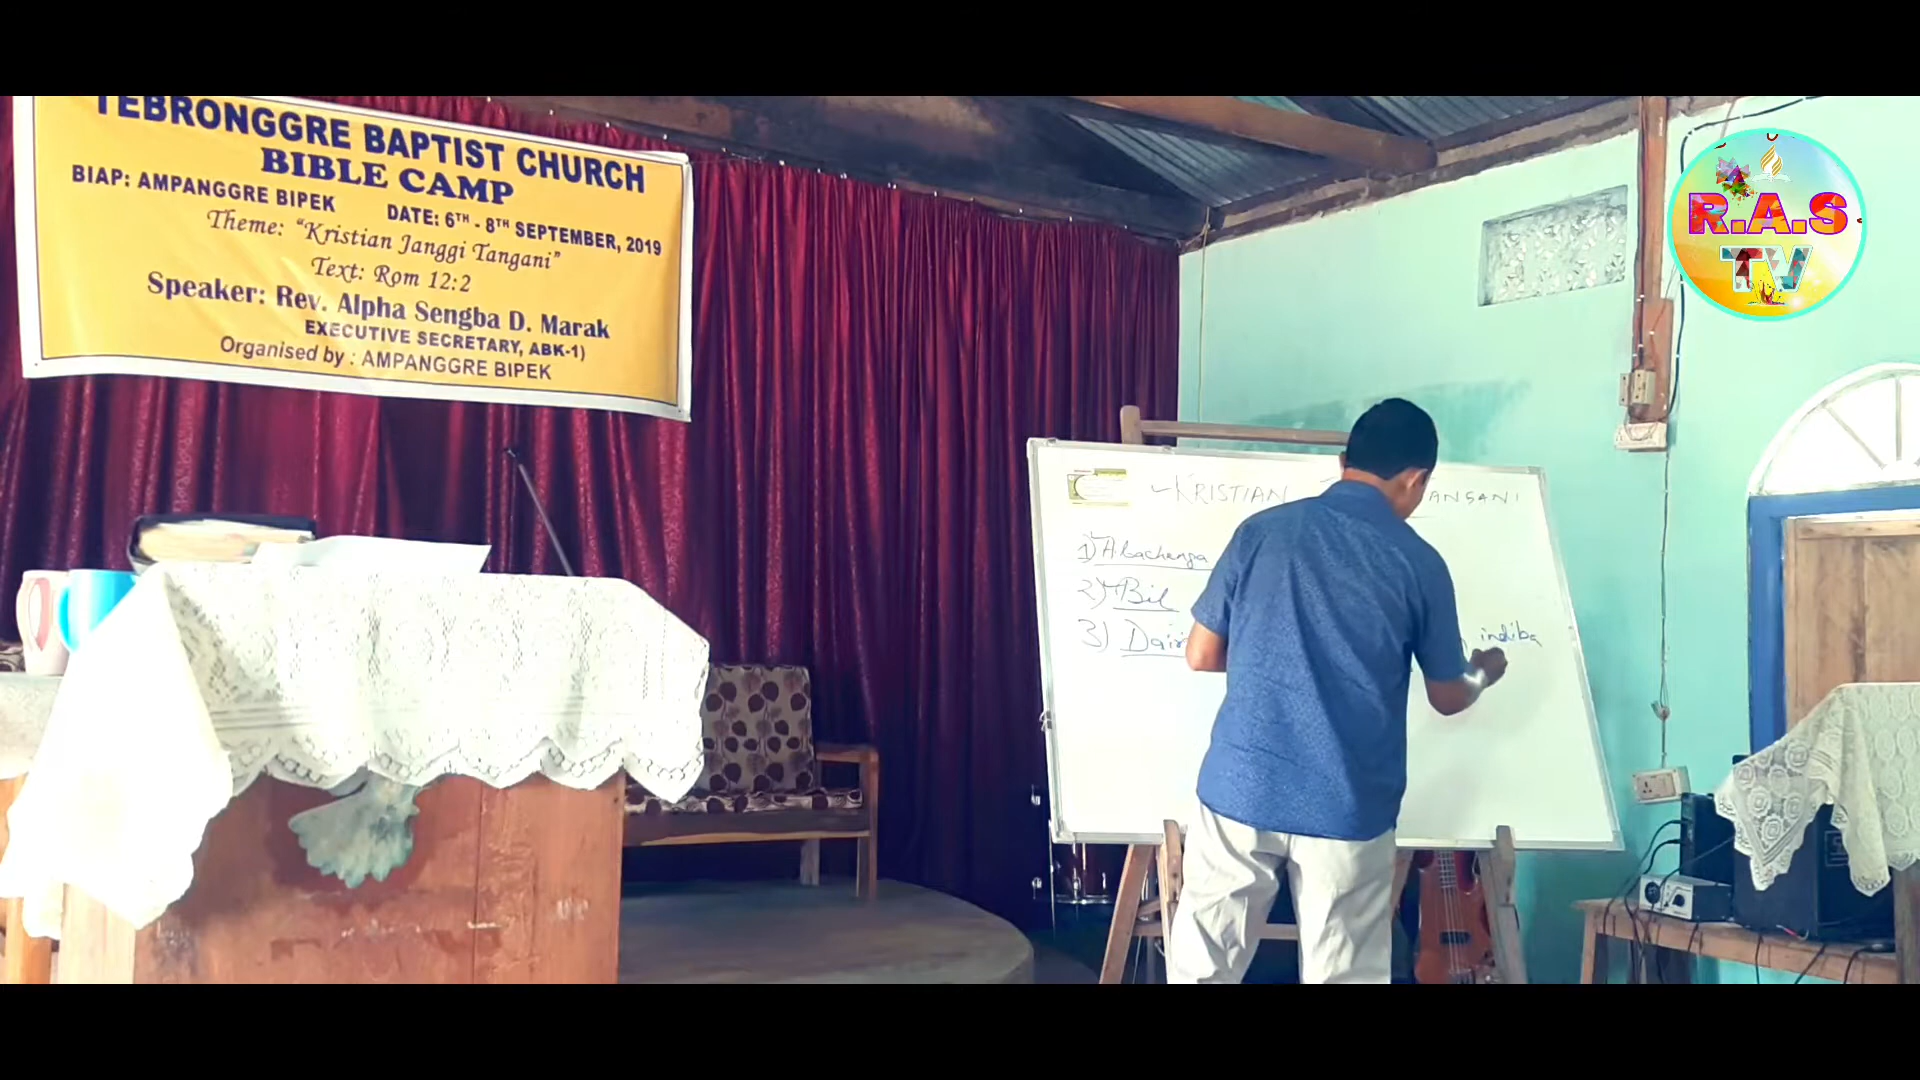 TEBRONGGRE BAPTIST CHURCH
BIBLE CAMP
BIAP: AMPANGGRE BIPEK DATE: 6TH - 8TH SEPTEMBER, 2019
Theme: "Kristian Janggi Tangani"
Text: Rom 12:2
Speaker: Rev. Alpha Sengba D. Marak
EXECUTIVE SECRETARY, ABK-1)
Organised by : AMPANGGRE BIPEK
R.A.S
TV
KRISTIAN ANGANI
1)
2) Bil
3) indiba